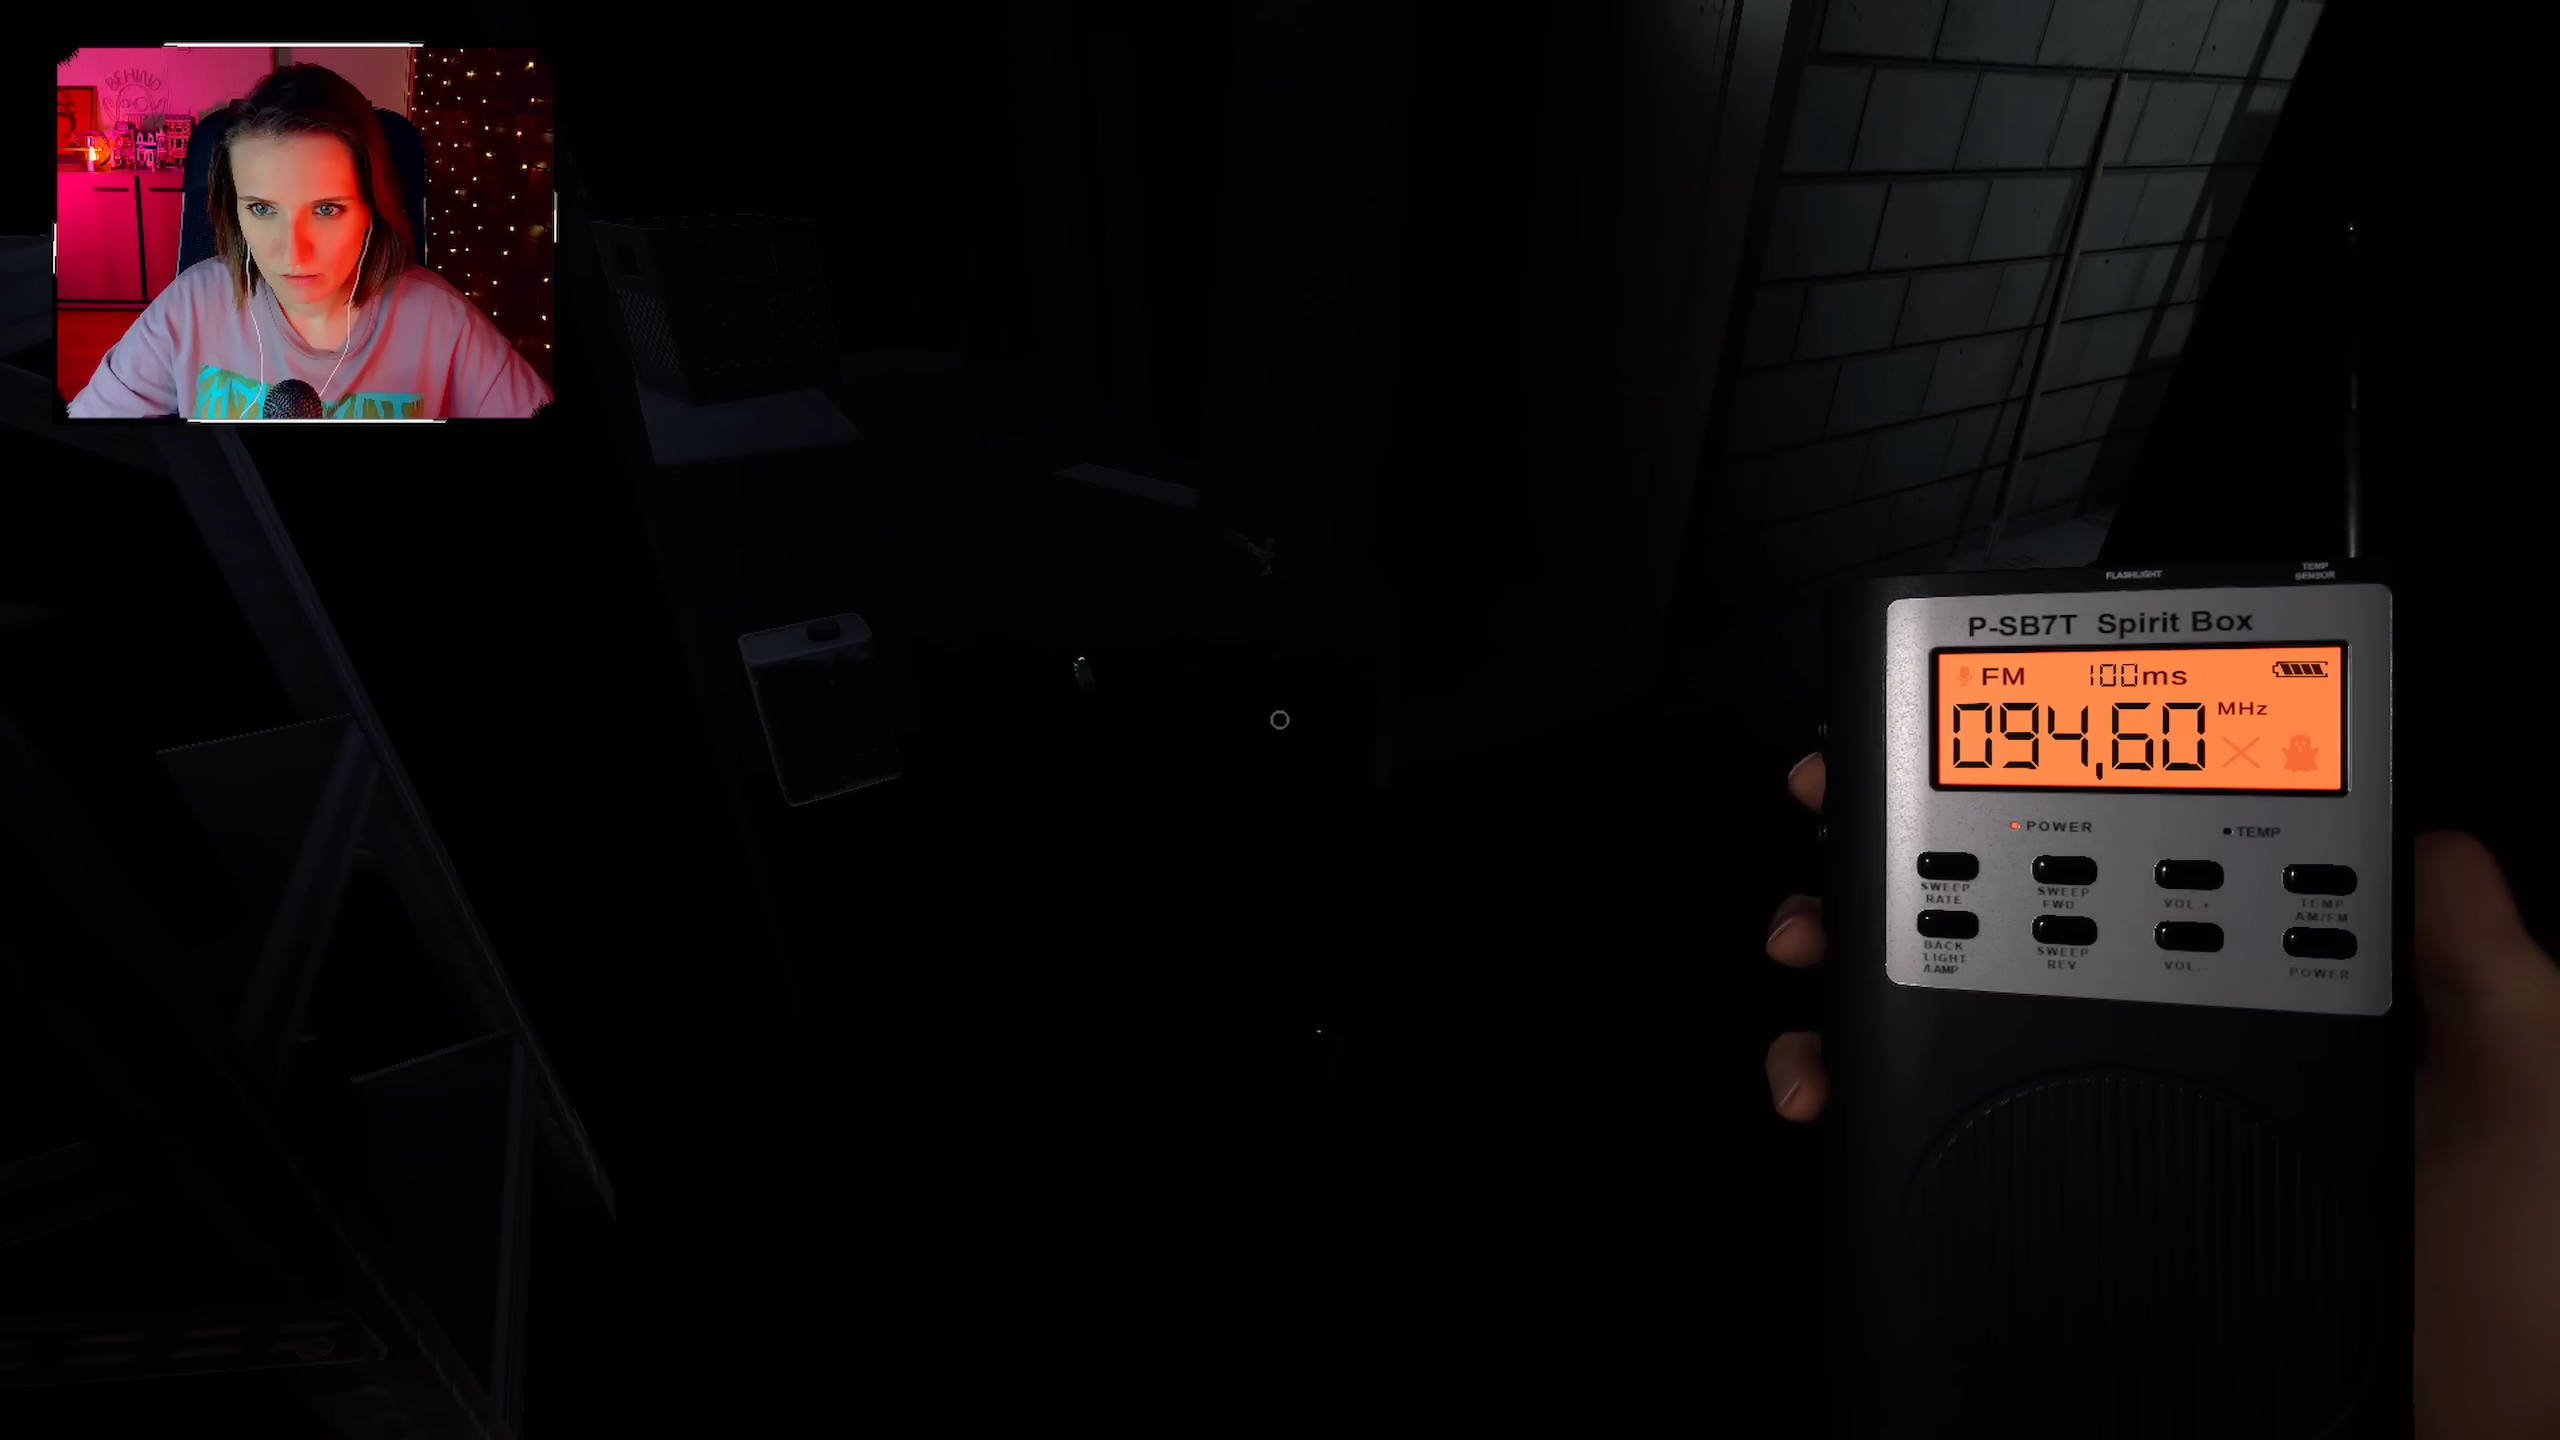 BEHIND
FLASHLIGHT
TEMP
SENSOR
P-SB7T Spirit Box
FM 100ms
094,60 MHz
POWER
TEMP
SWEEP
RATE
SWEEP
FWD
VOL.+
TEMP
AM/FM
BACK
LIGHT
/LAMP
SWEEP
REV
VOL.-
POWER